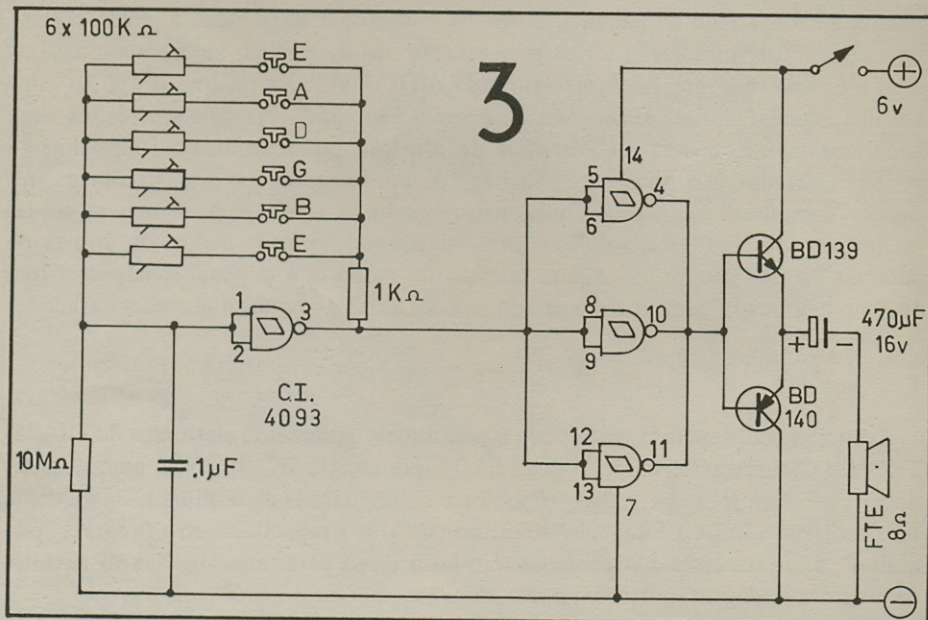 6 x 100K Ω
E
A
D
G
B
E
3
1KΩ
1
2
3
C.I.
4093
10MΩ
.1µF
14
5
6
4
8
9
10
12
13
11
7
6v
+
BD139
BD
140
470µF
16v
+ −
FTE
8Ω
−